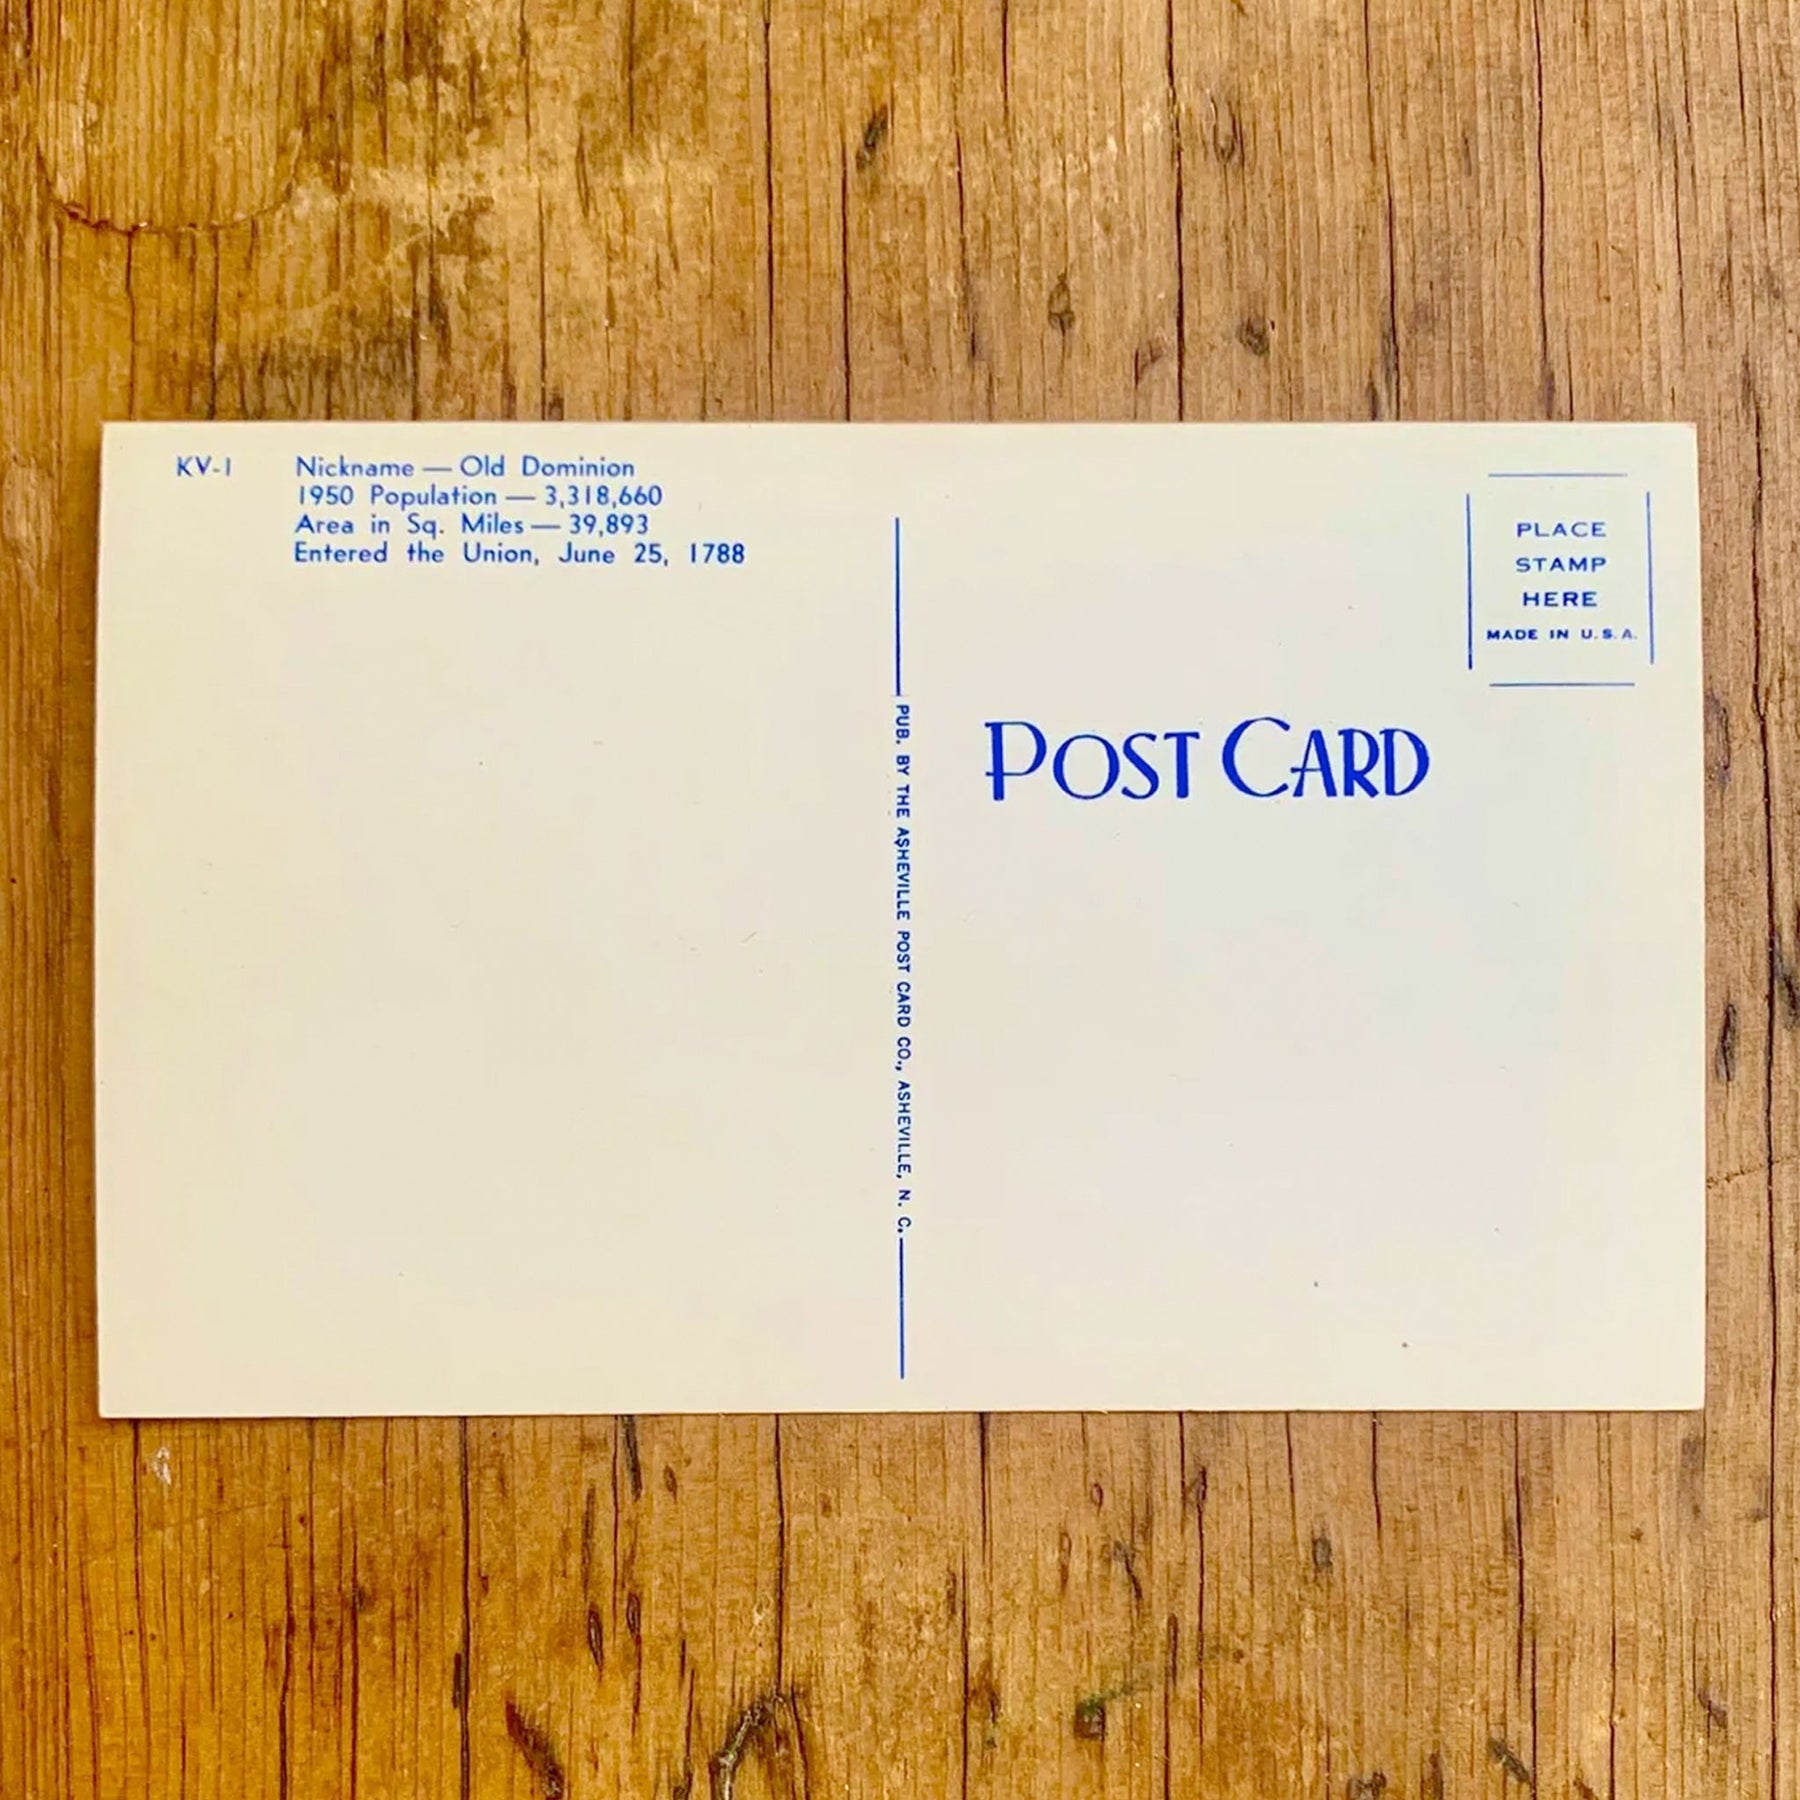 KV-1
Nickname — Old Dominion
1950 Population — 3,318,660
Area in Sq. Miles — 39,893
Entered the Union, June 25, 1788
PUB. BY THE ASHEVILLE POST CARD CO., ASHEVILLE, N. C.
PLACE
STAMP
HERE
MADE IN U.S.A.
POST CARD